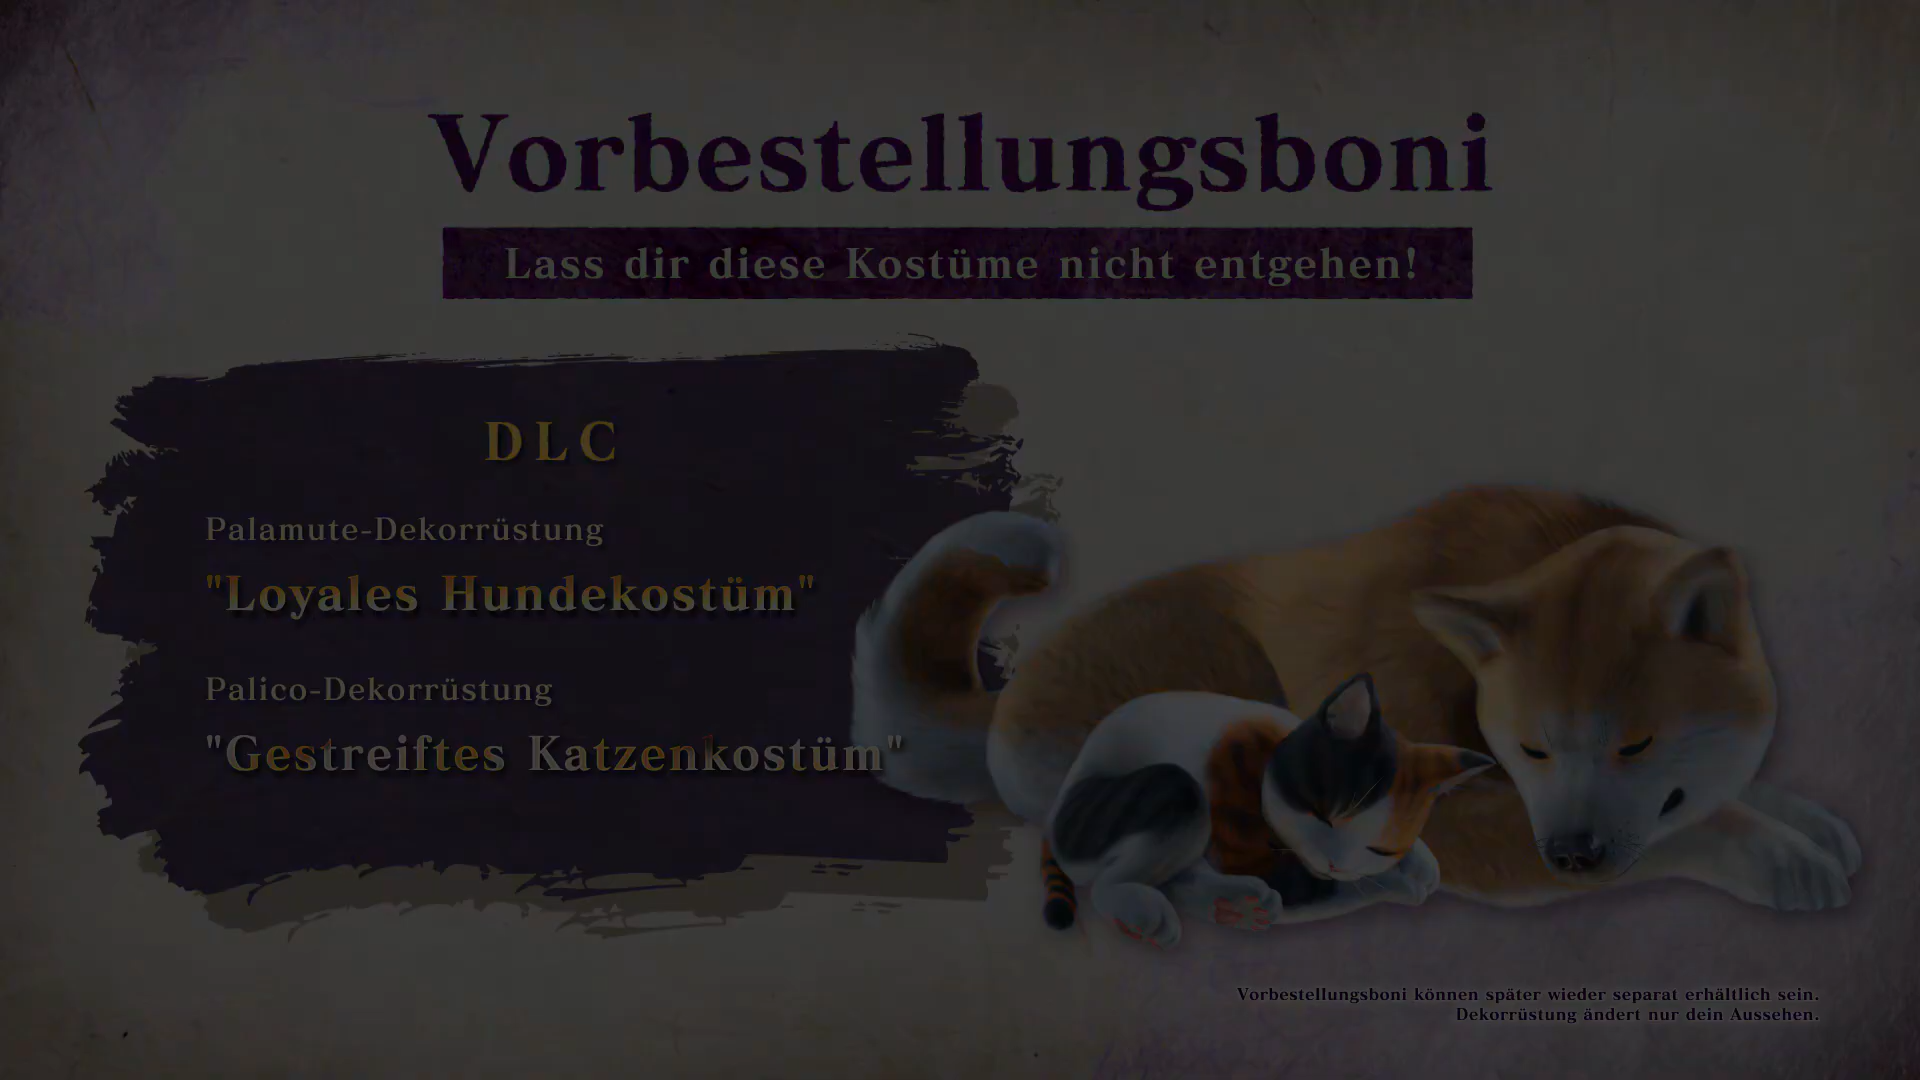 Vorbestellungsboni
Lass dir diese Kostüme nicht entgehen!
DLC
Palamute-Dekorrüstung
"Loyales Hundekostüm"
Palico-Dekorrüstung
"Gestreiftes Katzenkostüm"
Vorbestellungsboni können später wieder separat erhältlich sein.
Dekorrüstung ändert nur dein Aussehen.